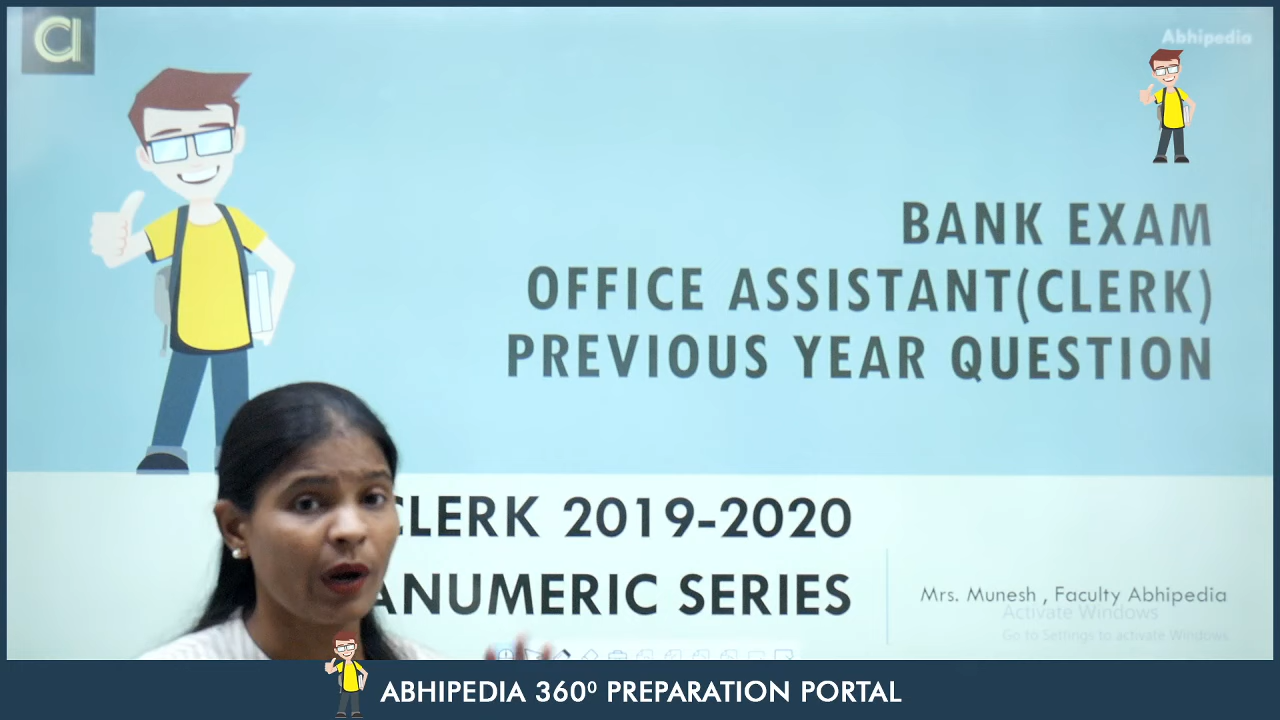 a
Abhipedia
BANK EXAM
OFFICE ASSISTANT(CLERK)
PREVIOUS YEAR QUESTION
CLERK 2019-2020
ANUMERIC SERIES
Mrs. Munesh , Faculty Abhipedia
Activate Windows
Go to Settings to activate Windows.
ABHIPEDIA 360⁰ PREPARATION PORTAL